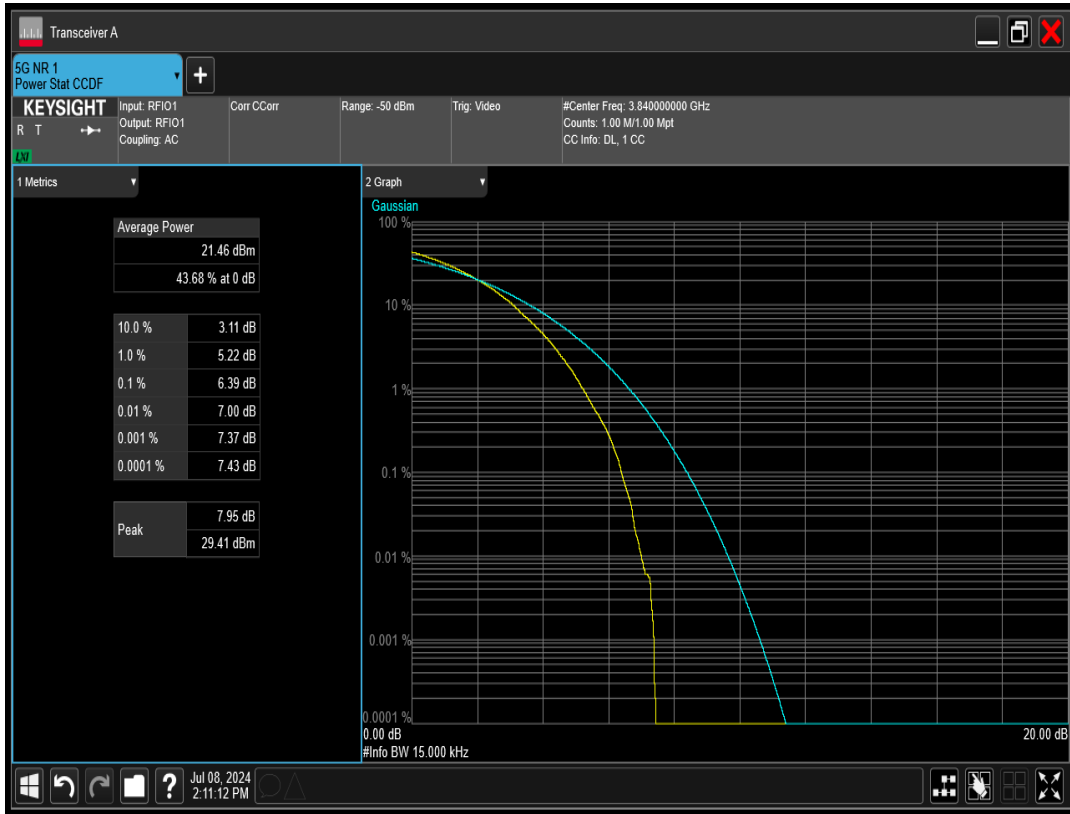 Transceiver A
5G NR 1
Power Stat CCDF
+
KEYSIGHT
R T
LXI
Input: RFIO1
Output: RFIO1
Coupling: AC
Corr CCorr
Range: -50 dBm
Trig: Video
#Center Freq: 3.840000000 GHz
Counts: 1.00 M/1.00 Mpt
CC Info: DL, 1 CC
1 Metrics
Average Power
21.46 dBm
43.68 % at 0 dB
10.0 % 3.11 dB
1.0 % 5.22 dB
0.1 % 6.39 dB
0.01 % 7.00 dB
0.001 % 7.37 dB
0.0001 % 7.43 dB
Peak
7.95 dB
29.41 dBm
2 Graph
Gaussian
100 %
10 %
1 %
0.1 %
0.01 %
0.001 %
0.0001 %
0.00 dB 20.00 dB
#Info BW 15.000 kHz
?
Jul 08, 2024
2:11:12 PM